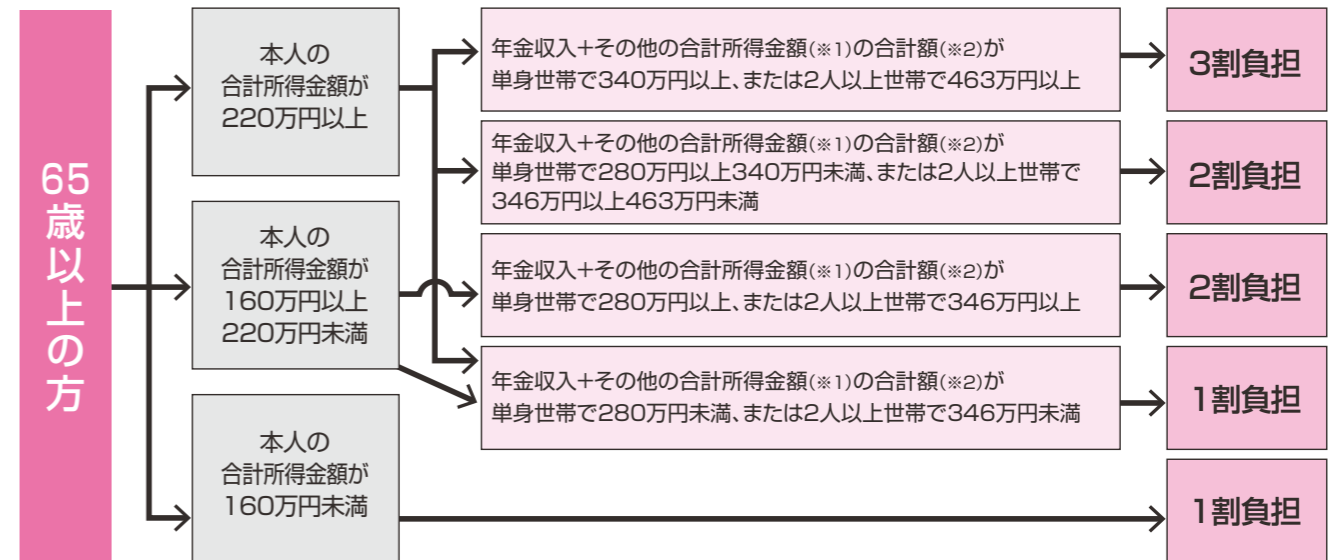 65歳以上の方
本人の
合計所得金額が
220万円以上
本人の
合計所得金額が
160万円以上
220万円未満
本人の
合計所得金額が
160万円未満
年金収入+その他の合計所得金額(※1)の合計額(※2)が
単身世帯で340万円以上、または2人以上世帯で463万円以上
3割負担
年金収入+その他の合計所得金額(※1)の合計額(※2)が
単身世帯で280万円以上340万円未満、または2人以上世帯で
346万円以上463万円未満
2割負担
年金収入+その他の合計所得金額(※1)の合計額(※2)が
単身世帯で280万円以上、または2人以上世帯で346万円以上
2割負担
年金収入+その他の合計所得金額(※1)の合計額(※2)が
単身世帯で280万円未満、または2人以上世帯で346万円未満
1割負担
1割負担